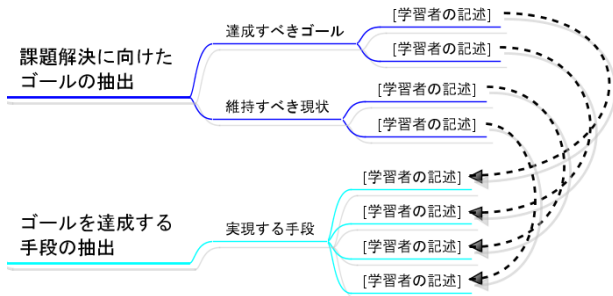 課題解決に向けた
ゴールの抽出
達成すべきゴール
[学習者の記述]
[学習者の記述]
維持すべき現状
[学習者の記述]
[学習者の記述]
ゴールを達成する
手段の抽出
実現する手段
[学習者の記述]
[学習者の記述]
[学習者の記述]
[学習者の記述]